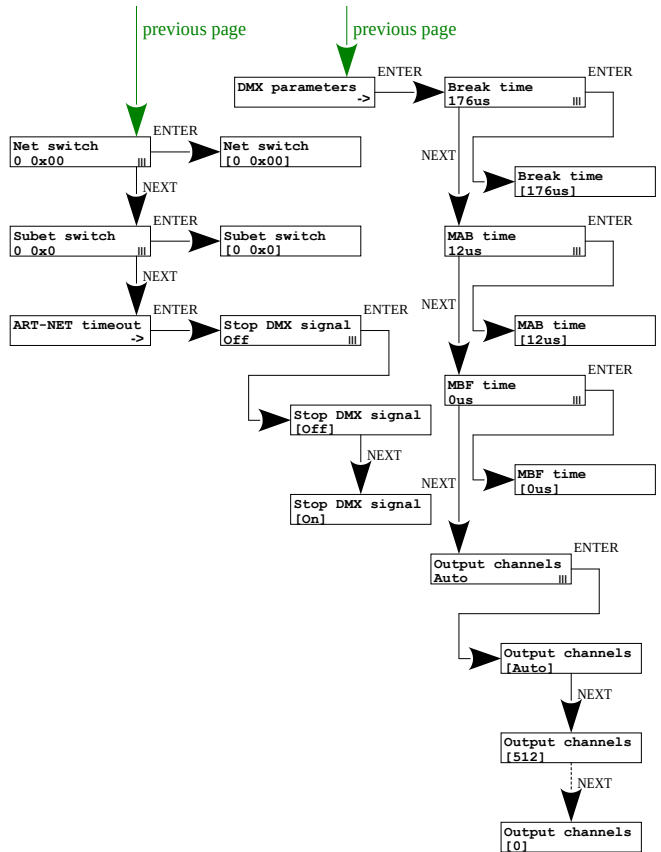 previous page
previous page
DMX parameters
->
ENTER
Break time
176us
ENTER
Net switch
0 0x00
ENTER
Net switch
[0 0x00]
NEXT
Break time
[176us]
NEXT
Subet switch
0 0x0
ENTER
Subet switch
[0 0x0]
MAB time
12us
ENTER
NEXT
ART-NET timeout
->
ENTER
Stop DMX signal
Off
ENTER
NEXT
MAB time
[12us]
MBF time
0us
ENTER
Stop DMX signal
[Off]
NEXT
Stop DMX signal
[On]
NEXT
MBF time
[0us]
Output channels
Auto
ENTER
Output channels
[Auto]
NEXT
Output channels
[512]
NEXT
Output channels
[0]